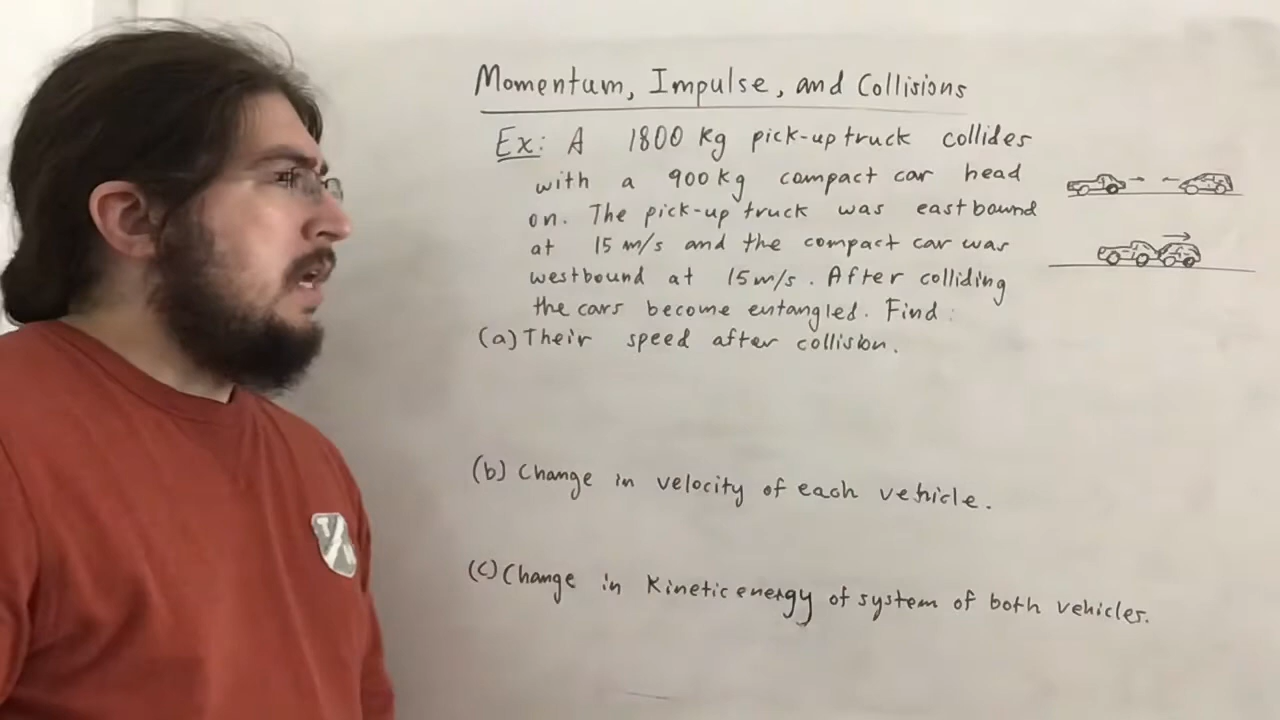 Momentum, Impulse, and Collisions
Ex: A 1800 kg pick-up truck collides
with a 900 kg compact car head
on. The pick-up truck was eastbound
at 15 m/s and the compact car was
westbound at 15 m/s. After colliding
the cars become entangled. Find:
(a) Their speed after collision.
(b) Change in velocity of each vehicle.
(c) Change in Kinetic energy of system of both vehicles.